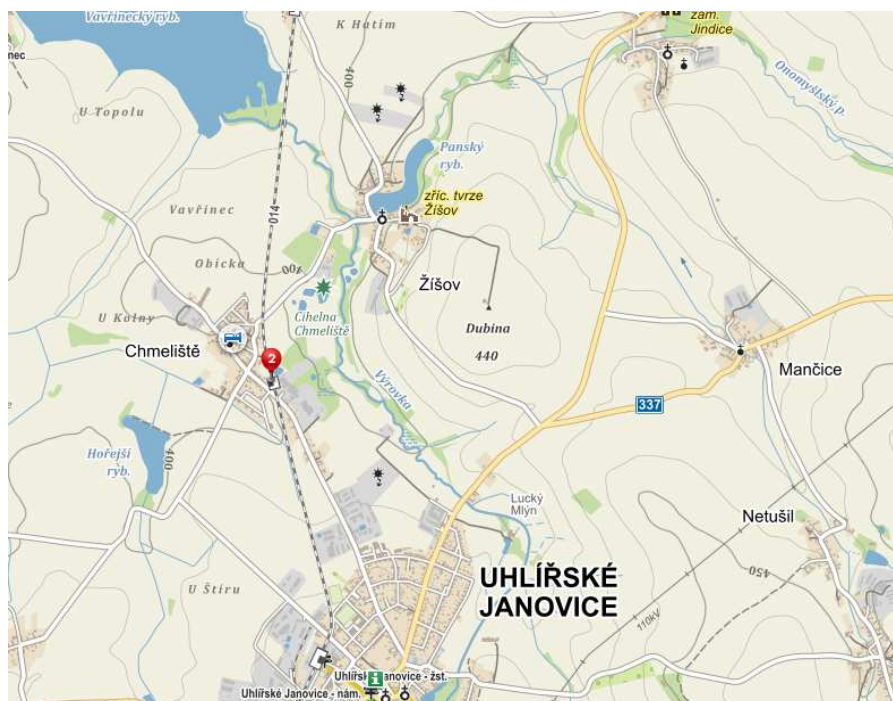 Vavřinecký ryb.
K Hatím
zám.
Jindice
400
Onomyšlský p.
U Topolu
Panský
ryb.
zříc. tvrze
Žíšov
Vavřinec
014
Obicka
400
Žíšov
Cihelna
Chmeliště
U Kalny
Dubina
440
Chmeliště
2
Mančice
Výrovka
337
Hořejší
ryb.
400
Lucký
Mlýn
Netušil
UHLÍŘSKÉ
JANOVICE
450
U Štíru
110kV
Uhlířské Janovice - žst.
Uhlířské Janovice - nám.